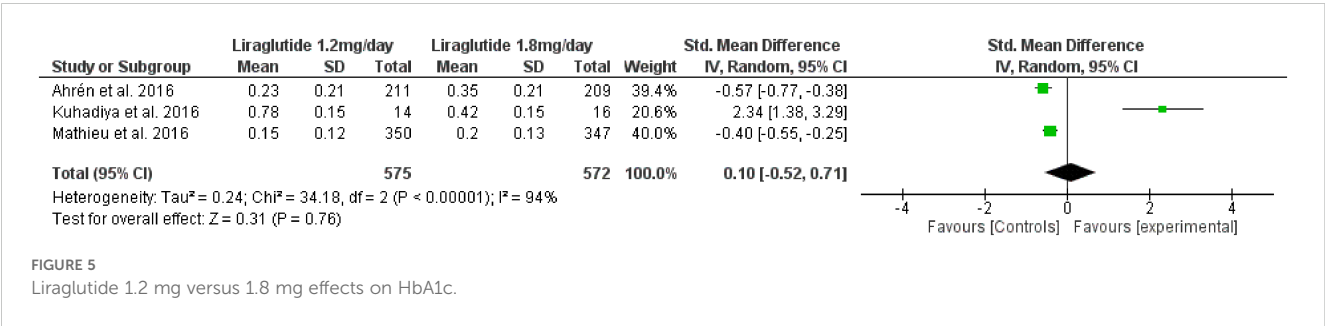 Liraglutide 1.2mg/day Liraglutide 1.8mg/day Std. Mean Difference Std. Mean Difference
Study or Subgroup Mean SD Total Mean SD Total Weight IV, Random, 95% CI IV, Random, 95% CI
Ahrén et al. 2016 0.23 0.21 211 0.35 0.21 209 39.4% -0.57 [-0.77, -0.38]
Kuhadiya et al. 2016 0.78 0.15 14 0.42 0.15 16 20.6% 2.34 [1.38, 3.29]
Mathieu et al. 2016 0.15 0.12 350 0.2 0.13 347 40.0% -0.40 [-0.55, -0.25]
Total (95% CI) 575 572 100.0% 0.10 [-0.52, 0.71]
Heterogeneity: Tau² = 0.24; Chi² = 34.18, df = 2 (P < 0.00001); I² = 94%
Test for overall effect: Z = 0.31 (P = 0.76)
-4 -2 0 2 4
Favours [Controls] Favours [experimental]
FIGURE 5
Liraglutide 1.2 mg versus 1.8 mg effects on HbA1c.